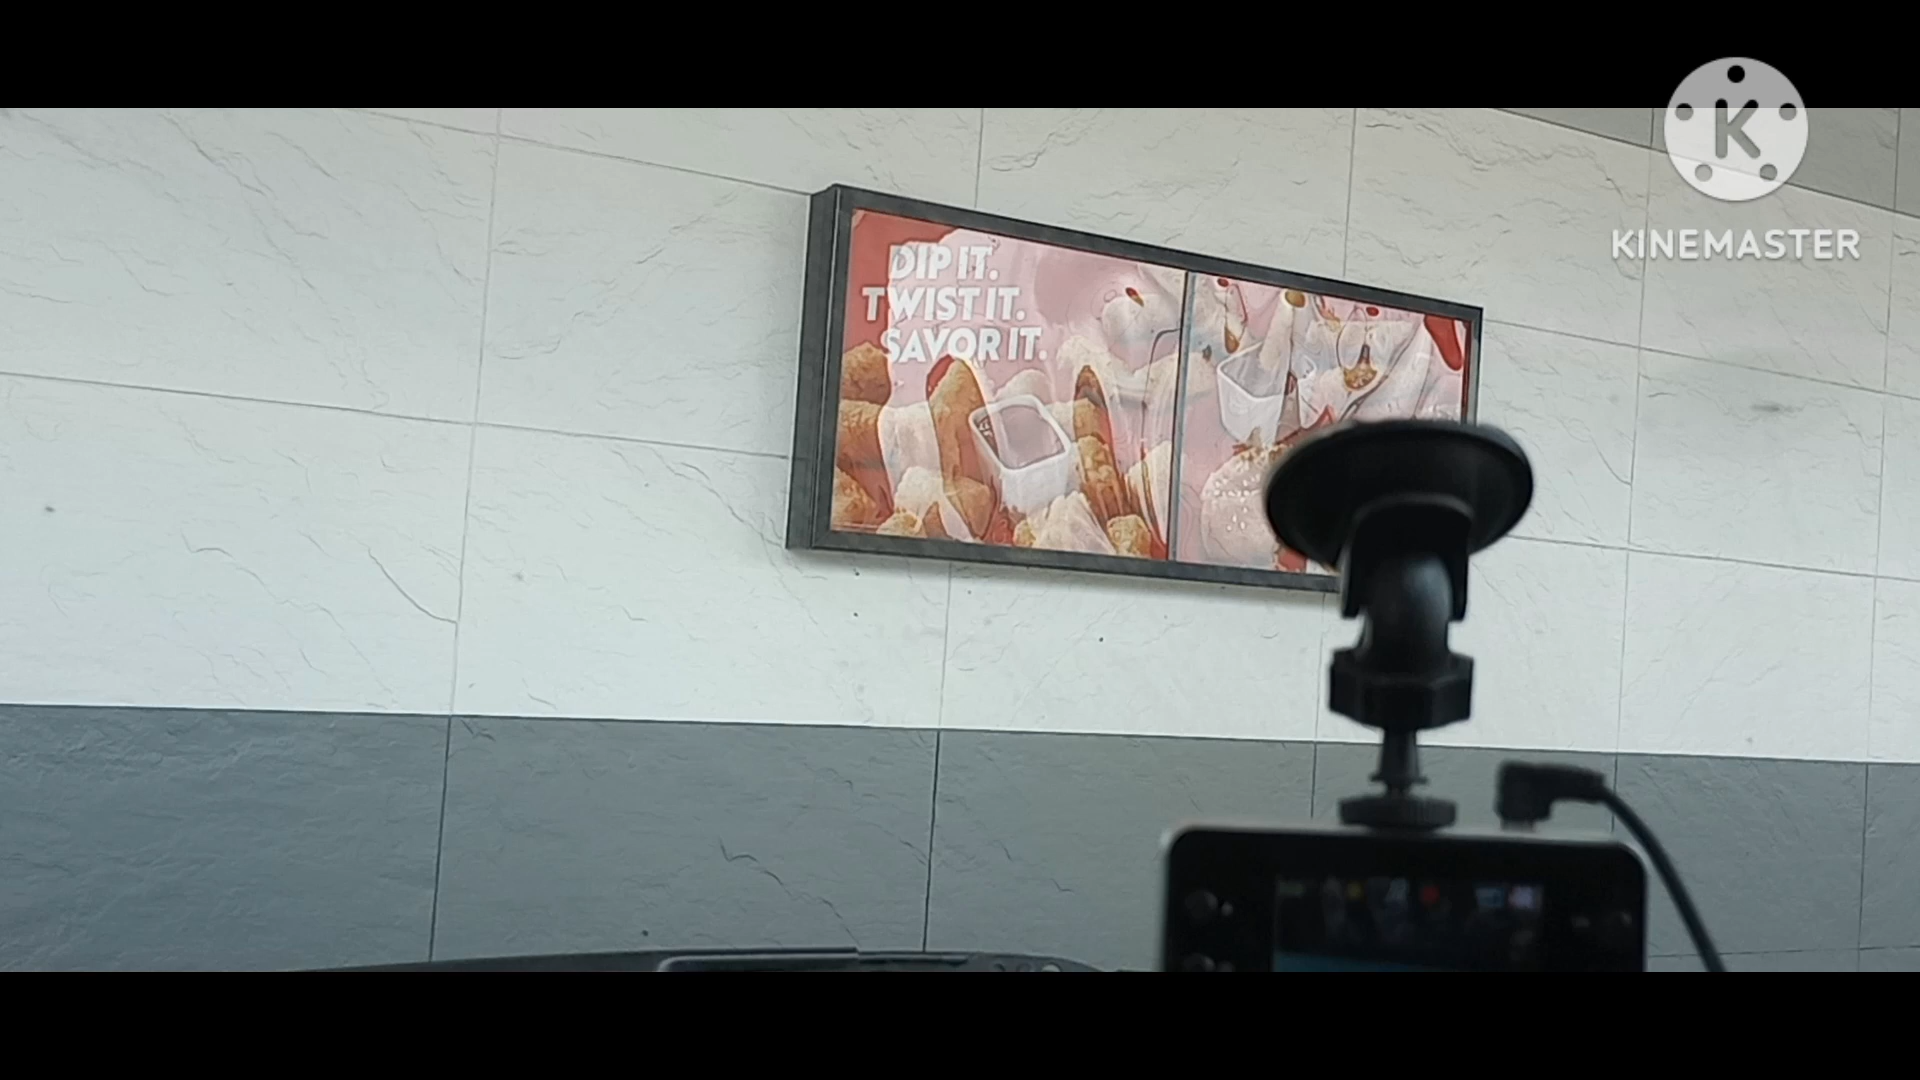 K
KINEMASTER
DIP IT.
TWIST IT.
SAVOR IT.